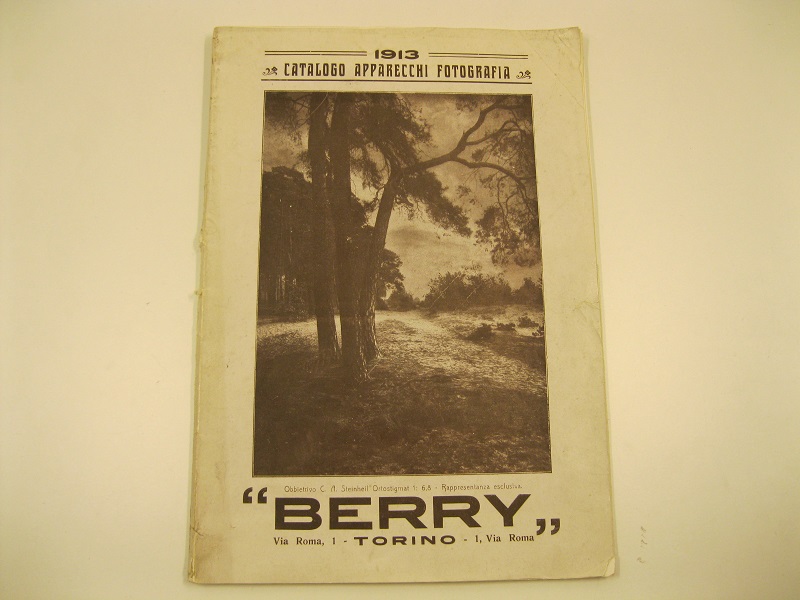 1913
CATALOGO APPARECCHI FOTOGRAFIA
Obbiettivo C. A. Steinheil "Ortostigmat 1: 6,8 - Rappresentanza esclusiva.
“BERRY„
Via Roma, 1 - TORINO - 1, Via Roma